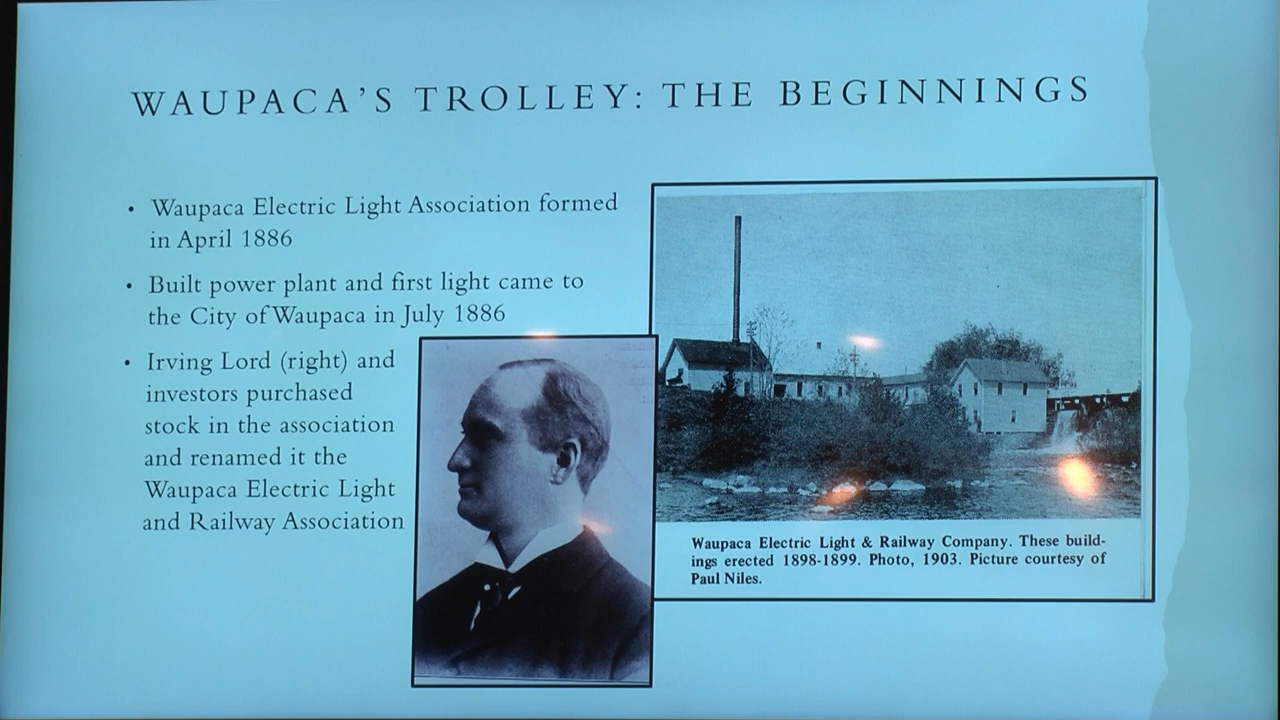 WAUPACA'S TROLLEY: THE BEGINNINGS
• Waupaca Electric Light Association formed
in April 1886
• Built power plant and first light came to
the City of Waupaca in July 1886
• Irving Lord (right) and
investors purchased
stock in the association
and renamed it the
Waupaca Electric Light
and Railway Association
Waupaca Electric Light & Railway Company. These build-
ings erected 1898-1899. Photo, 1903. Picture courtesy of
Paul Niles.